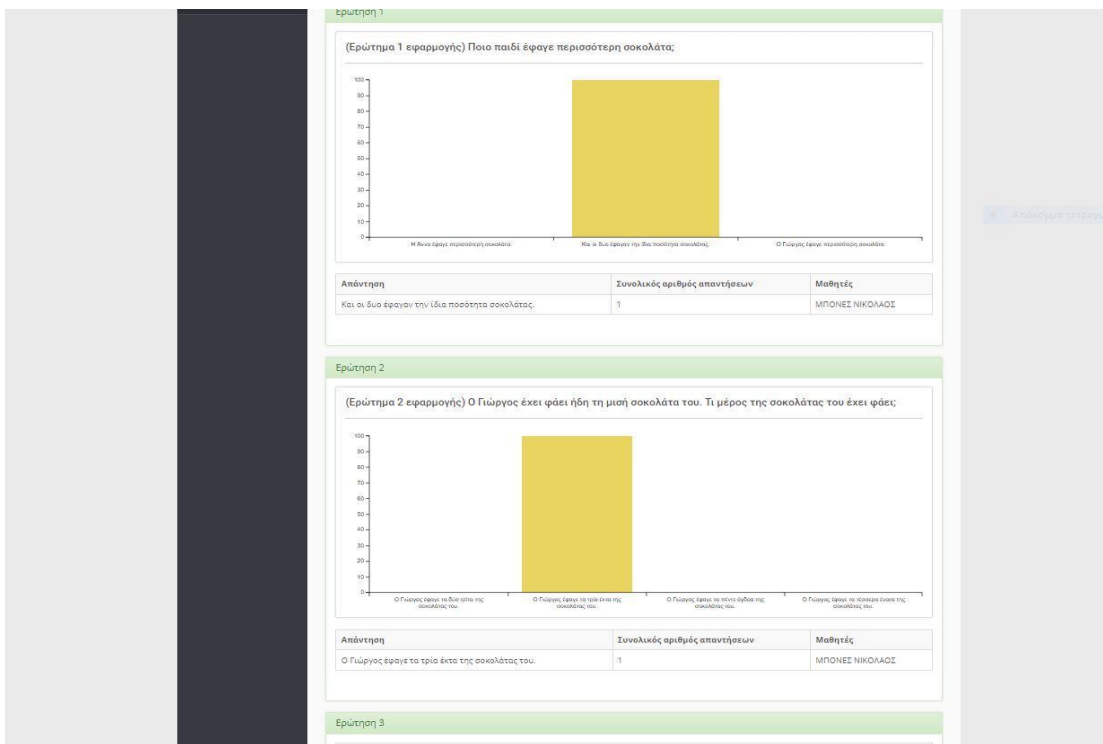 Ερώτηση 1
(Ερώτημα 1 εφαρμογής) Ποιο παιδί έφαγε περισσότερη σοκολάτα;
100
90
80
70
60
50
40
30
20
10
0
Η Άννα έφαγε περισσότερη σοκολάτα.
Και οι δυο έφαγαν την ίδια ποσότητα σοκολάτας.
Ο Γιώργος έφαγε περισσότερη σοκολάτα.
Απάντηση Συνολικός αριθμός απαντήσεων Μαθητές
Και οι δυο έφαγαν την ίδια ποσότητα σοκολάτας. 1 ΜΠΟΝΕΣ ΝΙΚΟΛΑΟΣ
Ερώτηση 2
(Ερώτημα 2 εφαρμογής) Ο Γιώργος έχει φάει ήδη τη μισή σοκολάτα του. Τι μέρος της σοκολάτας του έχει φάει;
100
90
80
70
60
50
40
30
20
10
0
Ο Γιώργος έφαγε τα δύο τρίτα της
σοκολάτας του.
Ο Γιώργος έφαγε τα τρία έκτα της
σοκολάτας του.
Ο Γιώργος έφαγε τα πέντε όγδοα της
σοκολάτας του.
Ο Γιώργος έφαγε τα τέσσερα ένατα της
σοκολάτας του.
Απάντηση Συνολικός αριθμός απαντήσεων Μαθητές
Ο Γιώργος έφαγε τα τρία έκτα της σοκολάτας του. 1 ΜΠΟΝΕΣ ΝΙΚΟΛΑΟΣ
Ερώτηση 3